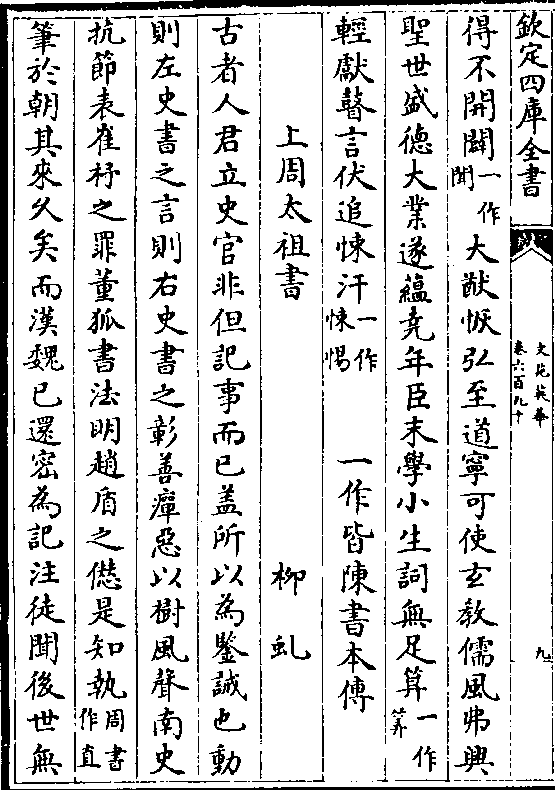 欽定四庫全書
文苑英華
卷六百九十
九
得不開闢一作聞大猷恢弘至道寧可使玄教儒風弗興
聖世盛德大業遂蘊堯年臣末學小生詞無足算一作筭
輕獻瞽言伏追悚汗一作悚惕 一作皆陳書本傳
上周太祖書 柳虬
古者人君立史官非但記事而已盖所以為鑒誡也動
則左史書之言則右史書之彰善癉惡以樹風聲南史
抗節表崔杼之罪董狐書法明趙盾之愆是知執周書作直
筆於朝其來久矣而漢魏已還密為記注徒聞後世無